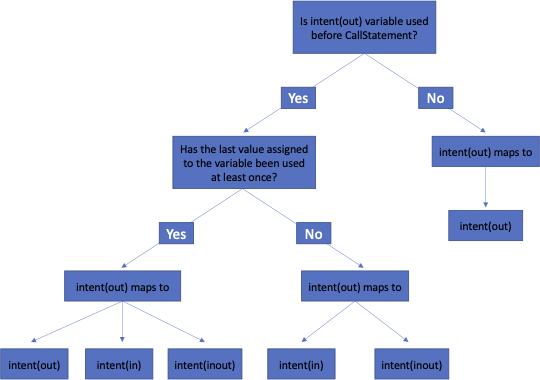 Is intent(out) variable used
before CallStatement?
Yes
No
Has the last value assigned
to the variable been used
at least once?
intent(out) maps to
intent(out)
Yes
No
intent(out) maps to
intent(out) maps to
intent(out)
intent(in)
intent(inout)
intent(in)
intent(inout)